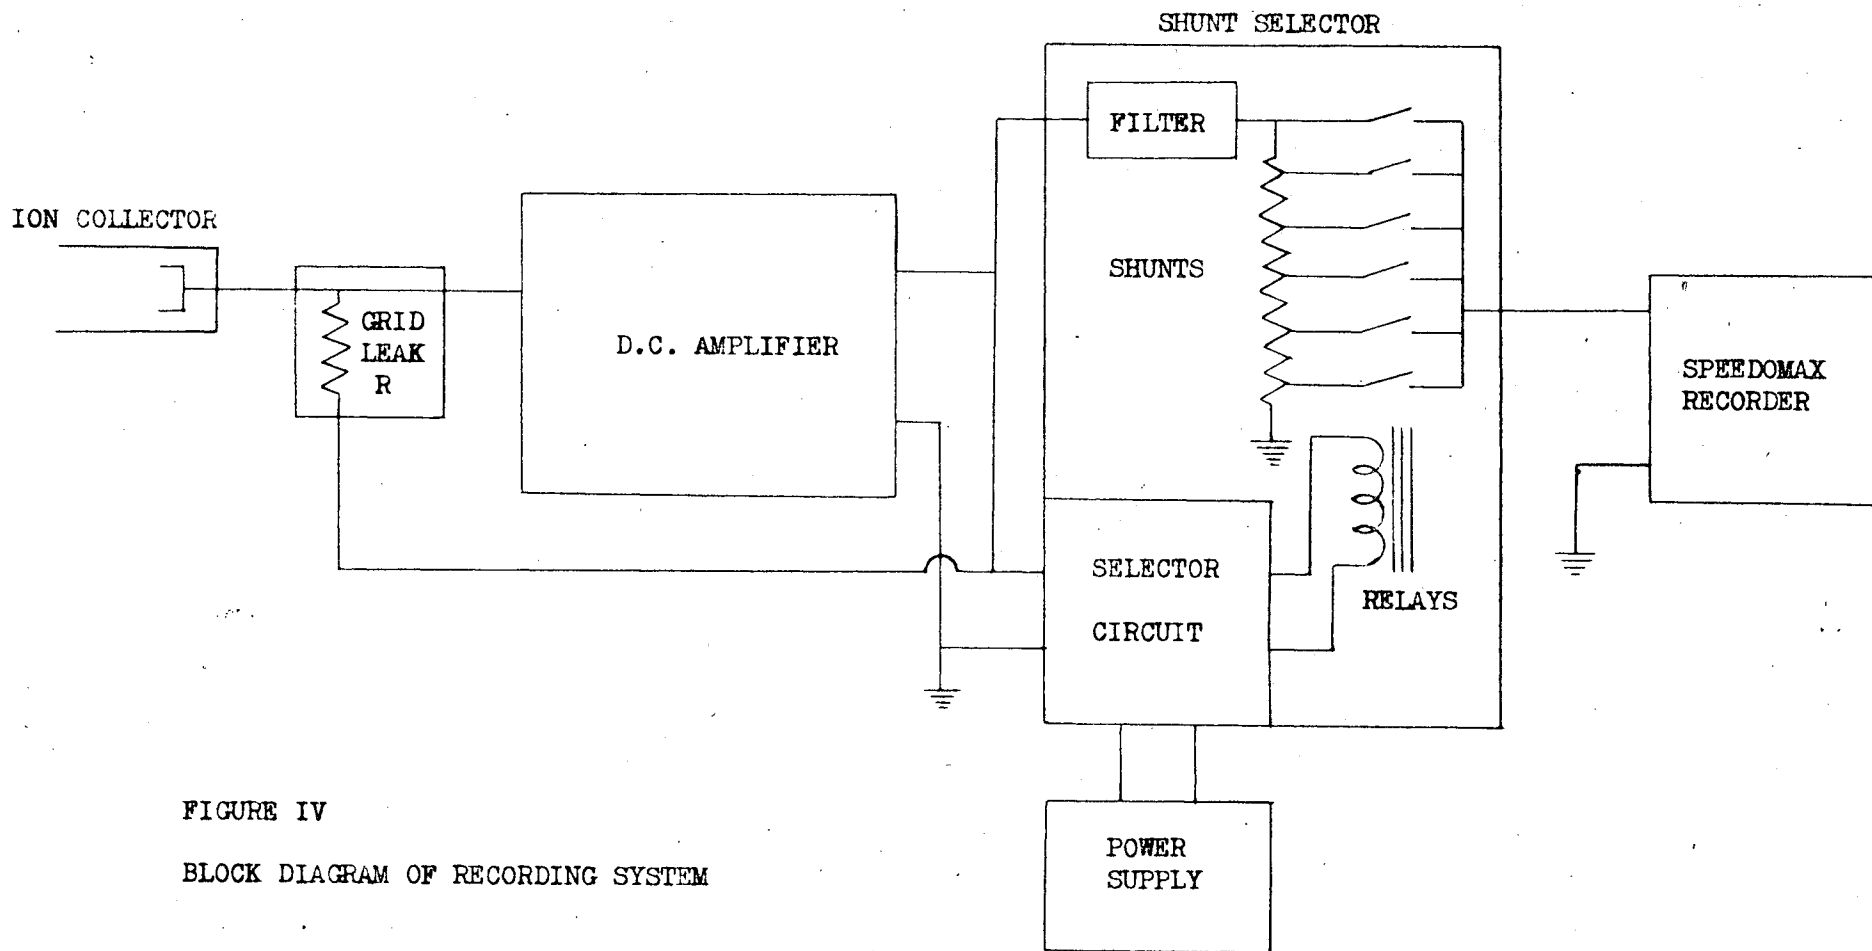 SHUNT SELECTOR
FILTER
ION COLLECTOR
SHUNTS
GRID
LEAK
R
D.C. AMPLIFIER
SPEEDOMAX
RECORDER
SELECTOR
CIRCUIT
RELAYS
POWER
SUPPLY
FIGURE IV
BLOCK DIAGRAM OF RECORDING SYSTEM